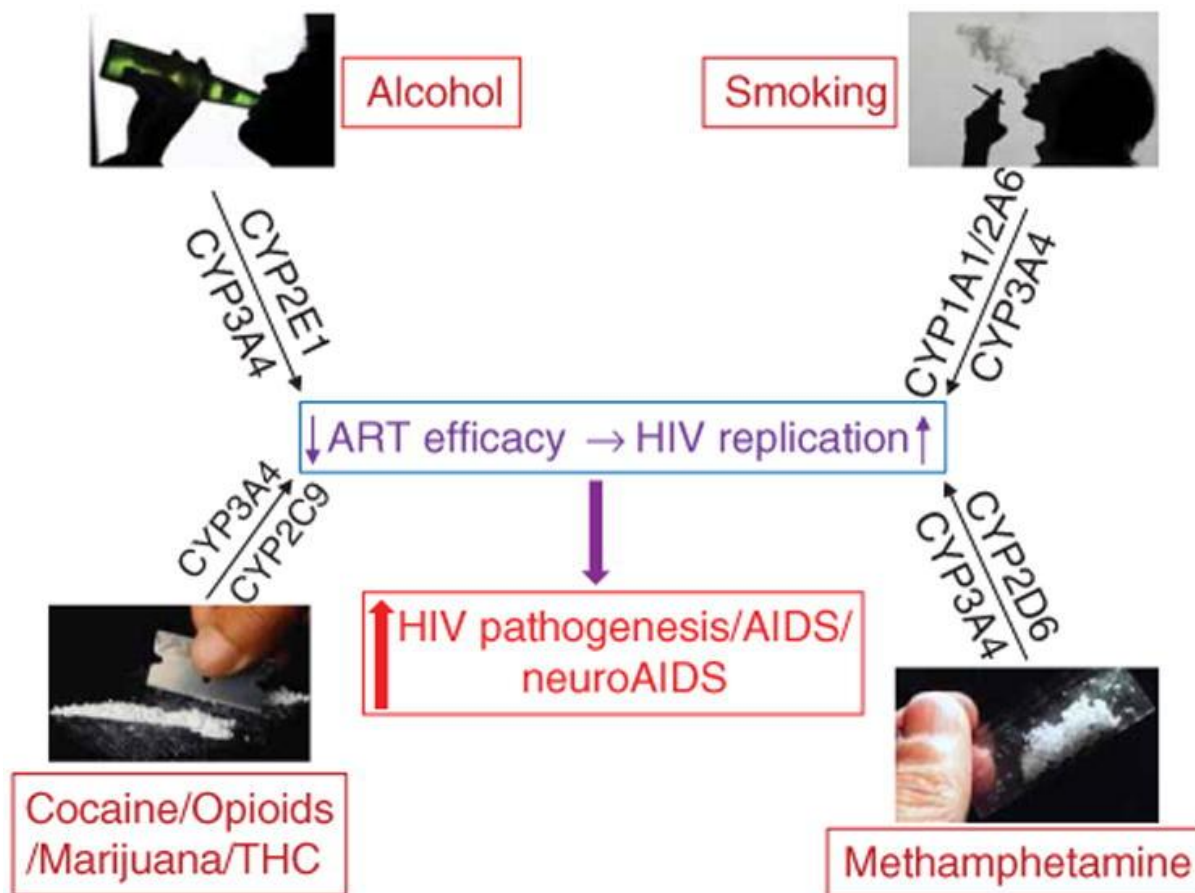 Alcohol
Smoking
CYP2E1
CYP3A4
CYP1A1/2A6
CYP3A4
↓ ART efficacy → HIV replication ↑
CYP3A4
CYP2C9
CYP2D6
CYP3A4
HIV pathogenesis/AIDS/
neuroAIDS
Cocaine/Opioids
/Marijuana/THC
Methamphetamine